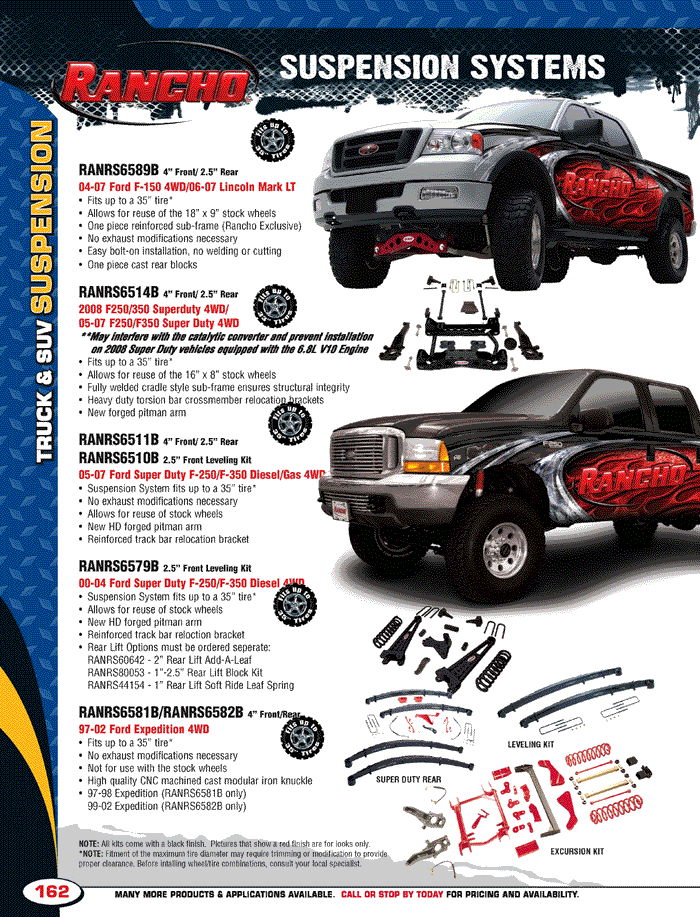 RANCHO
SUSPENSION SYSTEMS
TRUCK & SUV SUSPENSION
RANRS6589B 4" Front/ 2.5" Rear
04-07 Ford F-150 4WD/06-07 Lincoln Mark LT
• Fits up to a 35" tire*
• Allows for reuse of the 18" x 9" stock wheels
• One piece reinforced sub-frame (Rancho Exclusive)
• No exhaust modifications necessary
• Easy bolt-on installation, no welding or cutting
• One piece cast rear blocks
RANRS6514B 4" Front/ 2.5" Rear
2008 F250/350 Superduty 4WD/
05-07 F250/F350 Super Duty 4WD
**May interfere with the catalytic converter and prevent installation
on 2008 Super Duty vehicles equipped with the 6.8L V10 Engine
• Fits up to a 35" tire*
• Allows for reuse of the 16" x 8" stock wheels
• Fully welded cradle style sub-frame ensures structural integrity
• Heavy duty torsion bar crossmember relocation brackets
• New forged pitman arm
RANRS6511B 4" Front/ 2.5" Rear
RANRS6510B 2.5" Front Leveling Kit
05-07 Ford Super Duty F-250/F-350 Diesel/Gas 4WD
• Suspension System fits up to a 35" tire*
• No exhaust modifications necessary
• Allows for reuse of stock wheels
• New HD forged pitman arm
• Reinforced track bar relocation bracket
RANRS6579B 2.5" Front Leveling Kit
00-04 Ford Super Duty F-250/F-350 Diesel 4WD
• Suspension System fits up to a 35" tire*
• Allows for reuse of stock wheels
• New HD forged pitman arm
• Reinforced track bar reloction bracket
• Rear Lift Options must be ordered seperate:
RANRS60642 - 2" Rear Lift Add-A-Leaf
RANRS80053 - 1"-2.5" Rear Lift Block Kit
RANRS44154 - 1" Rear Lift Soft Ride Leaf Spring
RANRS6581B/RANRS6582B 4" Front/Rear
97-02 Ford Expedition 4WD
• Fits up to a 35" tire*
• No exhaust modifications necessary
• Not for use with the stock wheels
• High quality CNC machined cast modular iron knuckle
• 97-98 Expedition (RANRS6581B only)
99-02 Expedition (RANRS6582B only)
RANCHO
RANCHO
LEVELING KIT
SUPER DUTY REAR
EXCURSION KIT
NOTE: All kits come with a black finish. Pictures that show a red finish are for looks only.
*NOTE: Fitment of the maximum tire diameter may require trimming or modification to provide
proper clearance. Before intalling wheel/tire combinations, consult your local specialist.
162
MANY MORE PRODUCTS & APPLICATIONS AVAILABLE. CALL OR STOP BY TODAY FOR PRICING AND AVAILABILITY.